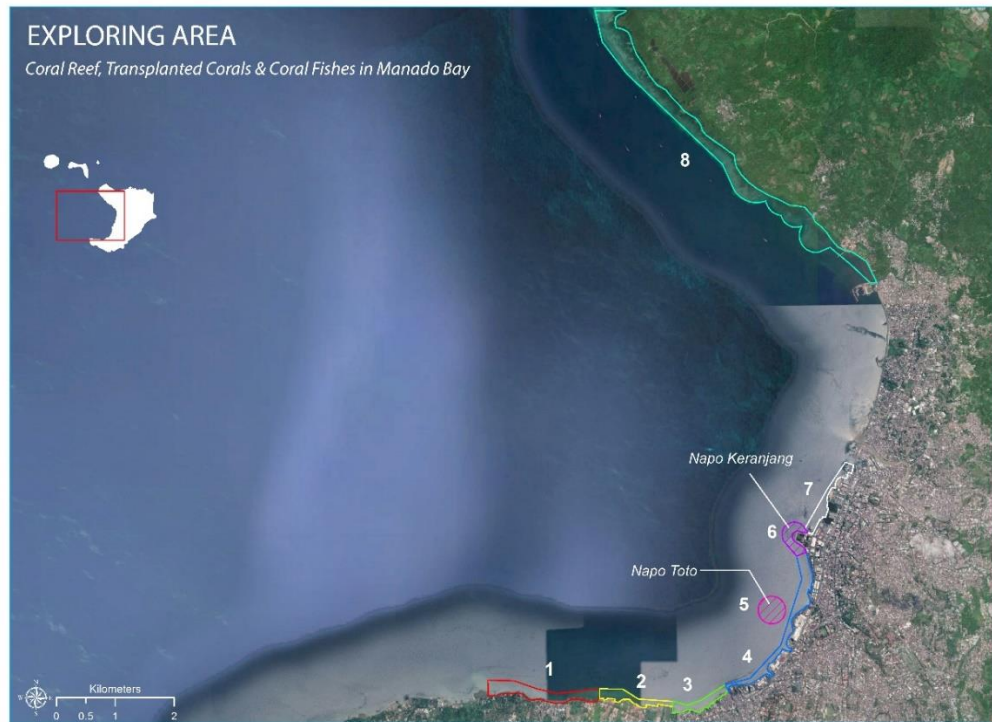 EXPLORING AREA
Coral Reef, Transplanted Corals & Coral Fishes in Manado Bay
8
Napo Keranjang
7
6
Napo Toto
5
4
1
2
3
Kilometers
0 0.5 1 2